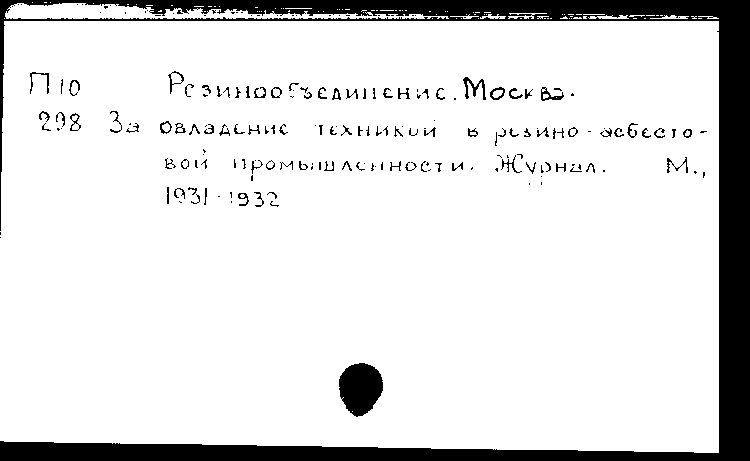 П10 Резинообъединение. Москва.
298 За овладение техникой в резино-асбесто-
вой промышленности. Журнал. М.,
1931-1932